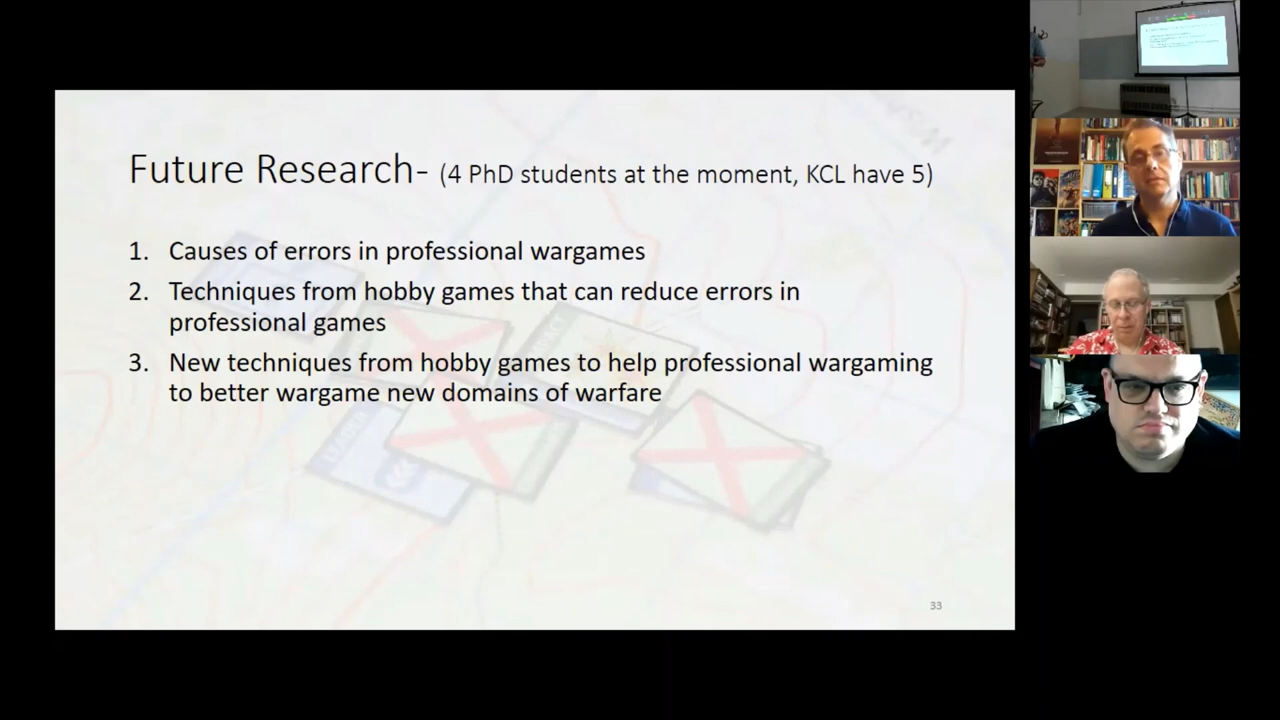 Future Research- (4 PhD students at the moment, KCL have 5)
1. Causes of errors in professional wargames
2. Techniques from hobby games that can reduce errors in
professional games
3. New techniques from hobby games to help professional wargaming
to better wargame new domains of warfare
33